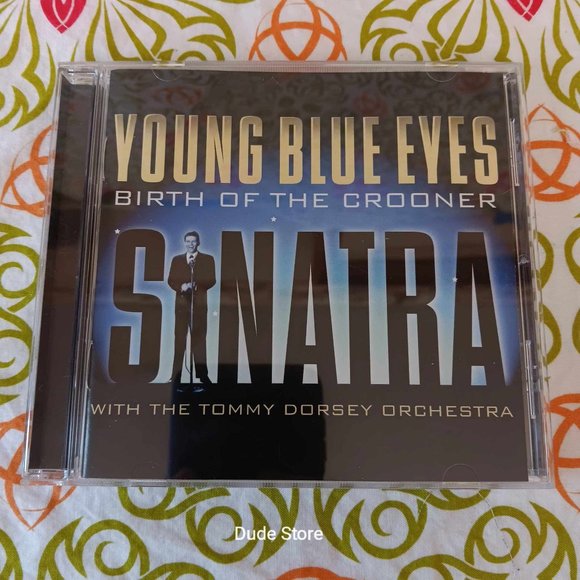 YOUNG BLUE EYES
BIRTH OF THE CROONER
SINATRA
WITH THE TOMMY DORSEY ORCHESTRA
Dude Store